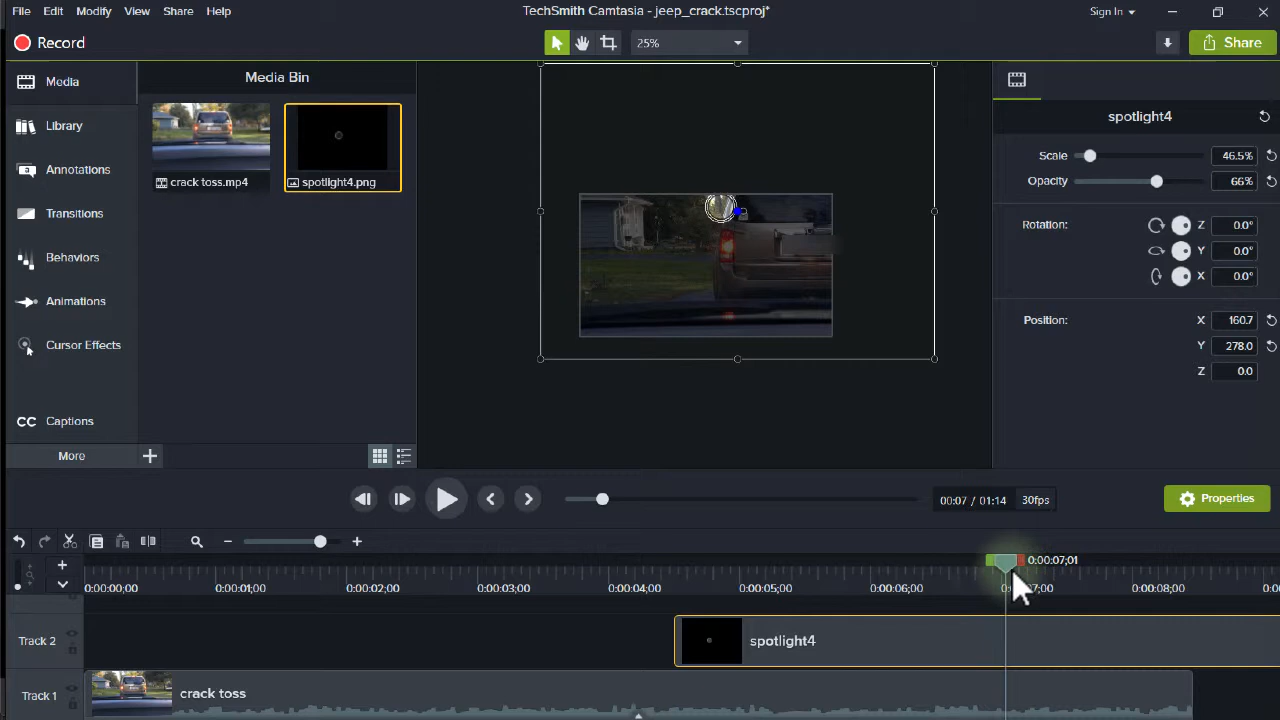 File Edit Modify View Share Help
TechSmith Camtasia - jeep_crack.tscproj*
Sign In
Record
25%
Share
Media
Library
Annotations
Transitions
Behaviors
Animations
Cursor Effects
CC Captions
More
Media Bin
crack toss.mp4
spotlight4.png
spotlight4
Scale 46.5%
Opacity 66%
Rotation: Z 0.0°
Y 0.0°
X 0.0°
Position: X 160.7
Y 278.0
Z 0.0
00:07 / 01:14 30fps
Properties
0:00:07;01
0:00:00;00 0:00:01;00 0:00:02;00 0:00:03;00 0:00:04;00 0:00:05;00 0:00:06;00 0:00:08;00
Track 2
spotlight4
Track 1
crack toss